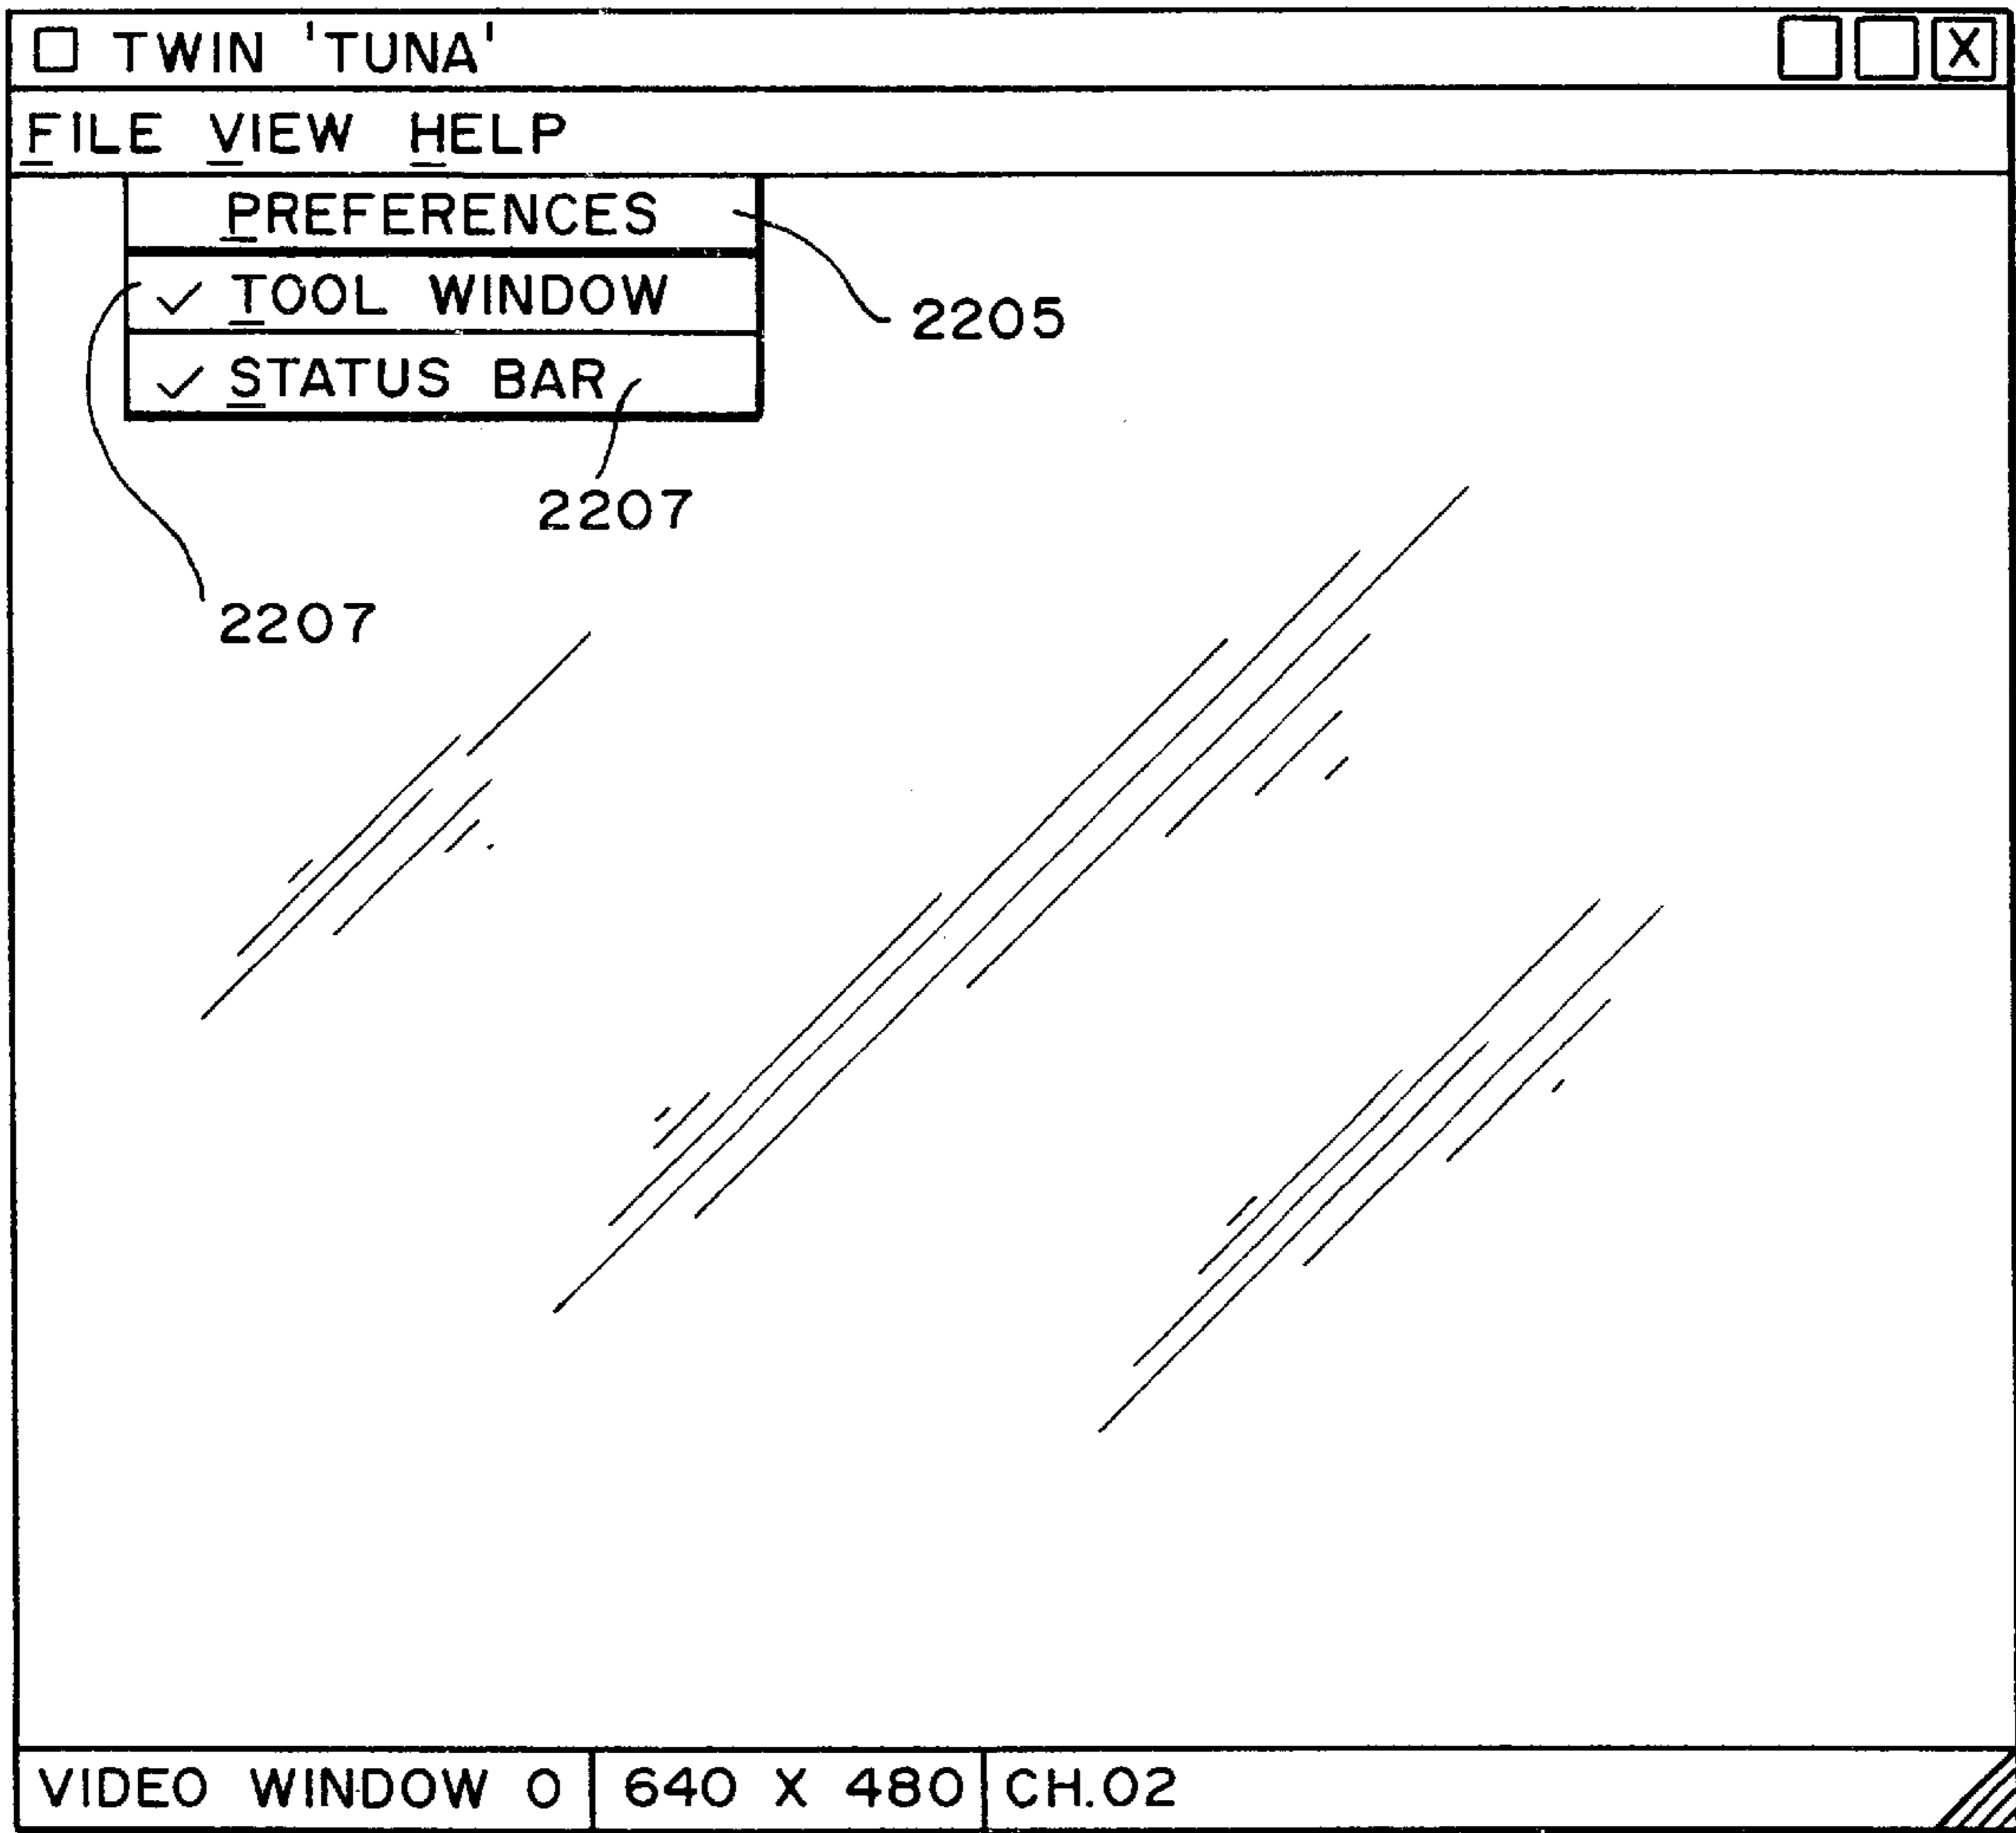 TWIN 'TUNA' X
FILE VIEW HELP
PREFERENCES
✓ TOOL WINDOW
2205
✓ STATUS BAR
2207
2207
VIDEO WINDOW 0 640 X 480 CH.02